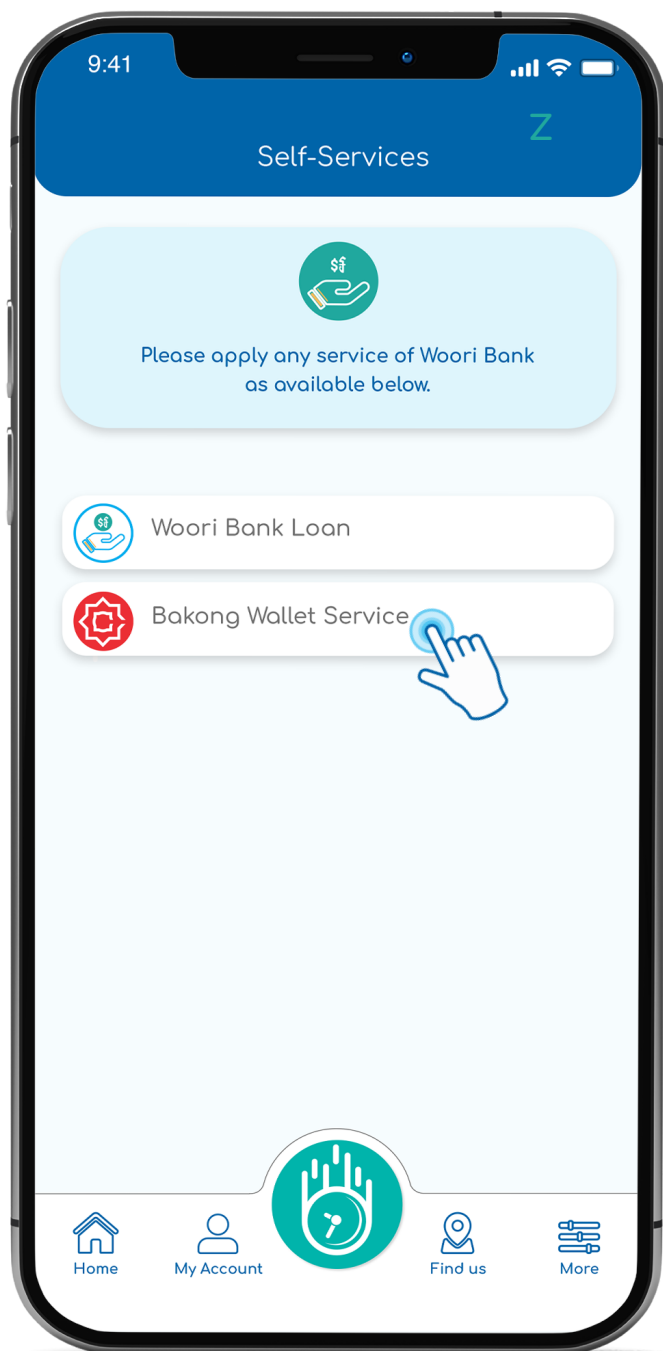 9:41
Z
Self-Services
$៛
Please apply any service of Woori Bank
as available below.
$៛
Woori Bank Loan
Bakong Wallet Service
Home
My Account
Find us
More